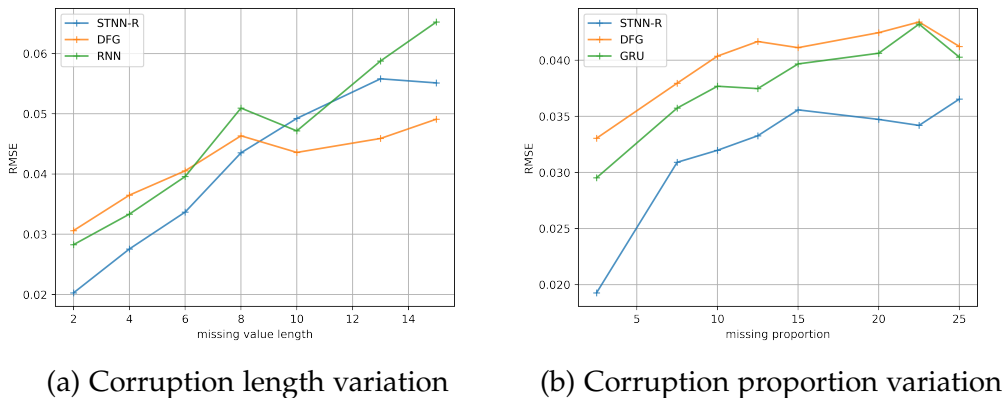 STNN-R
DFG
RNN
0.06
0.05
0.04
0.03
0.02
RMSE
2 4 6 8 10 12 14
missing value length
(a) Corruption length variation
STNN-R
DFG
GRU
0.040
0.035
0.030
0.025
0.020
RMSE
5 10 15 20 25
missing proportion
(b) Corruption proportion variation